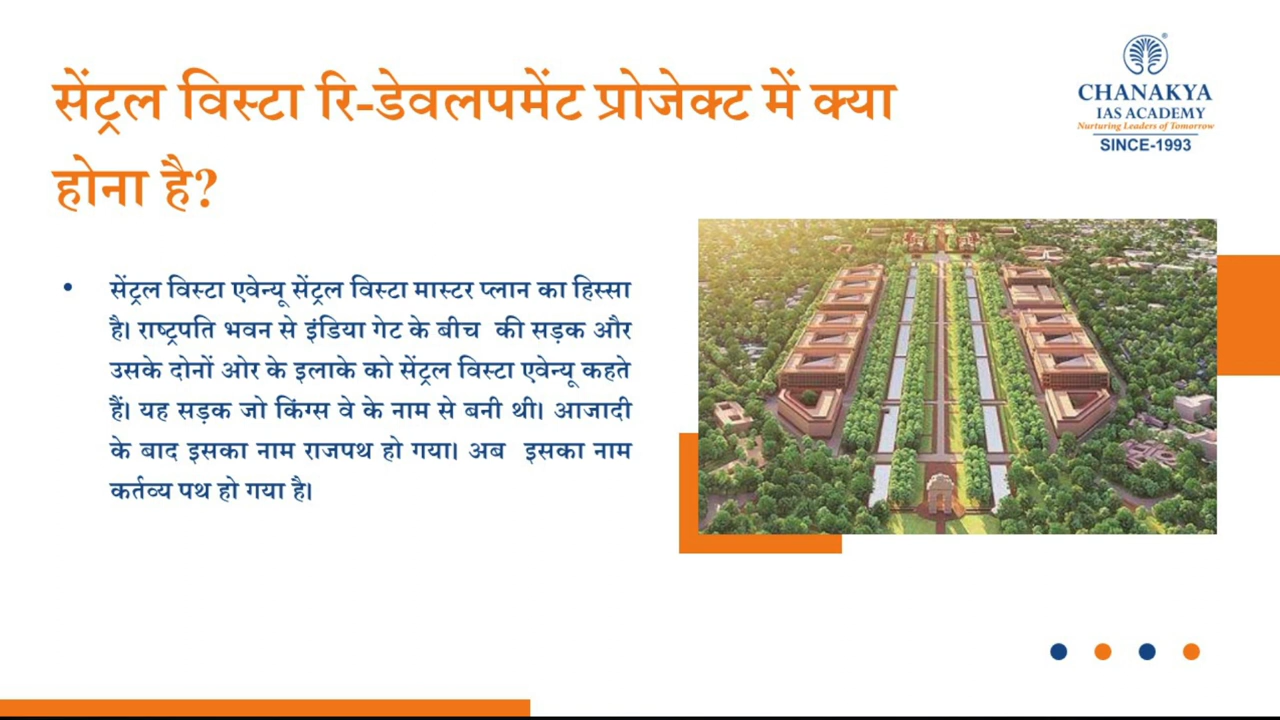 सेंट्रल विस्टा रि-डेवलपमेंट प्रोजेक्ट में क्या
होना है?
CHANAKYA
IAS ACADEMY
Nurturing Leaders of Tomorrow
SINCE-1993
• सेंट्रल विस्टा एवेन्यू सेंट्रल विस्टा मास्टर प्लान का हिस्सा
है। राष्ट्रपति भवन से इंडिया गेट के बीच की सड़क और
उसके दोनों ओर के इलाके को सेंट्रल विस्टा एवेन्यू कहते
हैं। यह सड़क जो किंग्स वे के नाम से बनी थी। आजादी
के बाद इसका नाम राजपथ हो गया। अब इसका नाम
कर्तव्य पथ हो गया है।